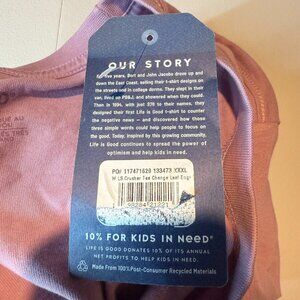 OUR STORY
For five years, Bert and John Jacobs drove up and
down the East Coast, selling their t-shirt designs
on the streets and in college dorms. They slept in their
van, lived on PB&J, and showered when they could.
Then in 1994, with just $78 to their names, they
designed their first Life is Good t-shirt to counter
the negative news – and discovered how those
three simple words could help people to focus on
the good. Today, inspired by this growing community,
Life is Good continues to spread the power of
optimism and help kids in need.
PO# 117471629 133473 XXXL
M LS Crusher Tee Change Leaf Engi
10% FOR KIDS IN NEED®
LIFE IS GOOD DONATES 10% OF ITS ANNUAL
NET PROFITS TO HELP KIDS IN NEED.
Made From 100% Post-Consumer Recycled Materials